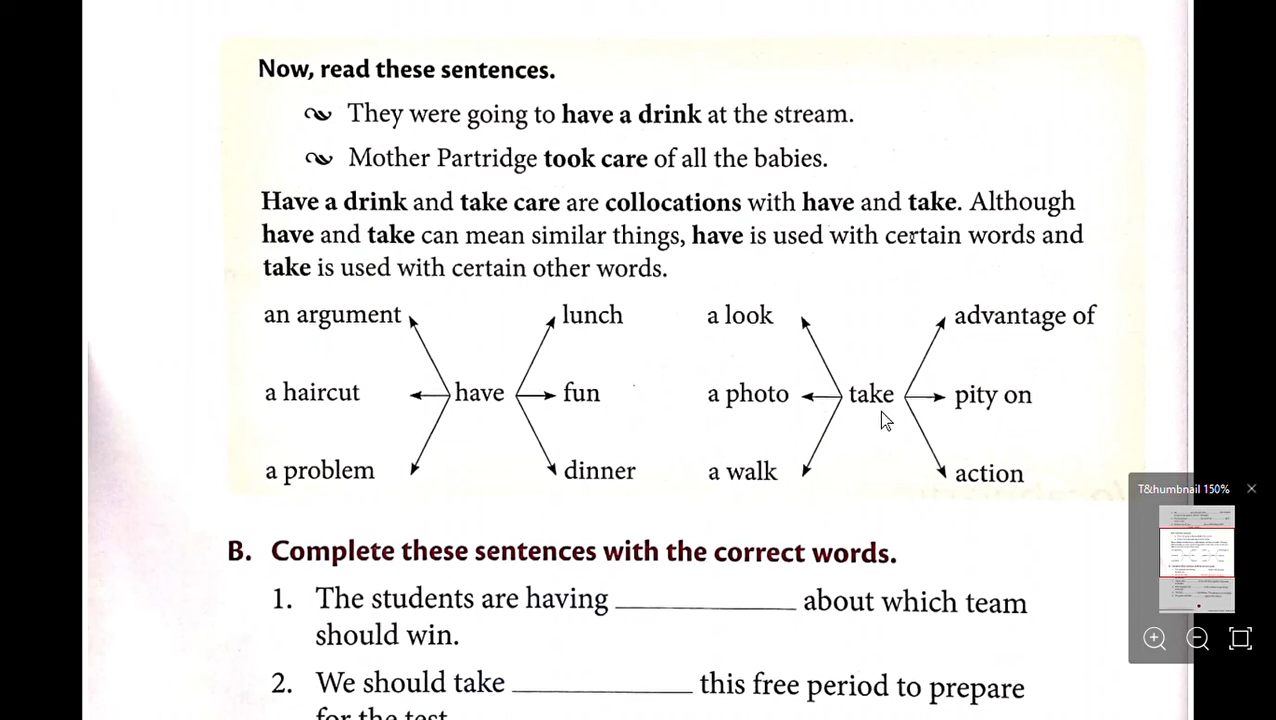 Now, read these sentences.
They were going to have a drink at the stream.
Mother Partridge took care of all the babies.
Have a drink and take care are collocations with have and take. Although
have and take can mean similar things, have is used with certain words and
take is used with certain other words.
an argument lunch a look advantage of
a haircut have fun a photo take pity on
a problem dinner a walk action
T&humbnail 150%
B. Complete these sentences with the correct words.
1. The students are having ____________ about which team
should win.
2. We should take ____________ this free period to prepare
for the test